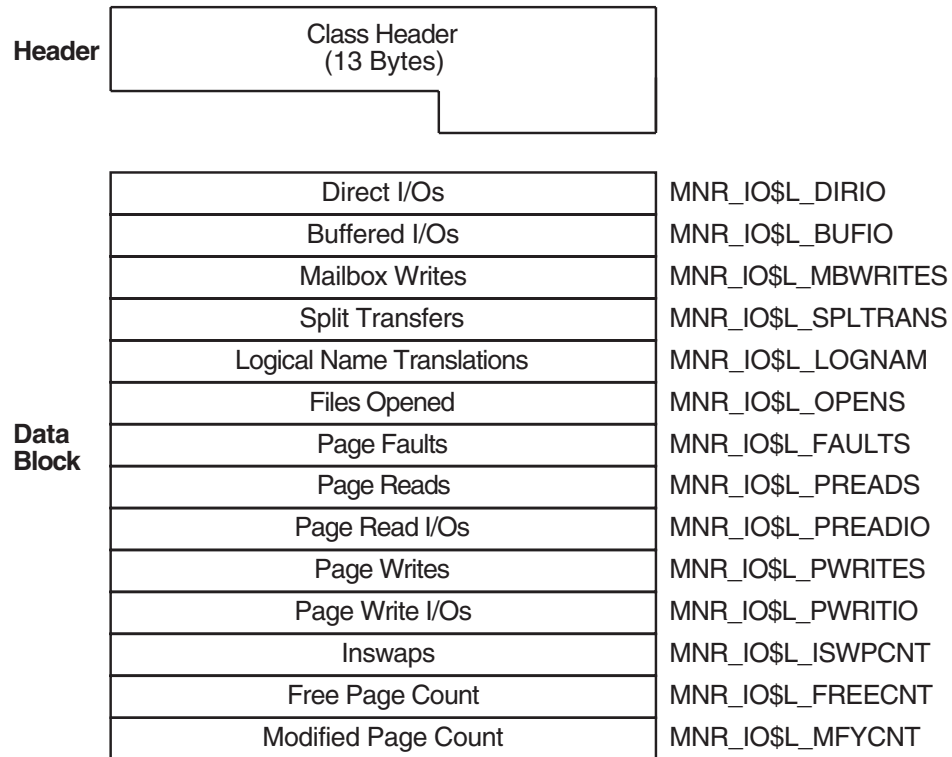 Header
Class Header
(13 Bytes)
Direct I/Os MNR_IO$L_DIRIO
Buffered I/Os MNR_IO$L_BUFIO
Mailbox Writes MNR_IO$L_MBWRITES
Split Transfers MNR_IO$L_SPLTRANS
Logical Name Translations MNR_IO$L_LOGNAM
Files Opened MNR_IO$L_OPENS
Data
Block
Page Faults MNR_IO$L_FAULTS
Page Reads MNR_IO$L_PREADS
Page Read I/Os MNR_IO$L_PREADIO
Page Writes MNR_IO$L_PWRITES
Page Write I/Os MNR_IO$L_PWRITIO
Inswaps MNR_IO$L_ISWPCNT
Free Page Count MNR_IO$L_FREECNT
Modified Page Count MNR_IO$L_MFYCNT